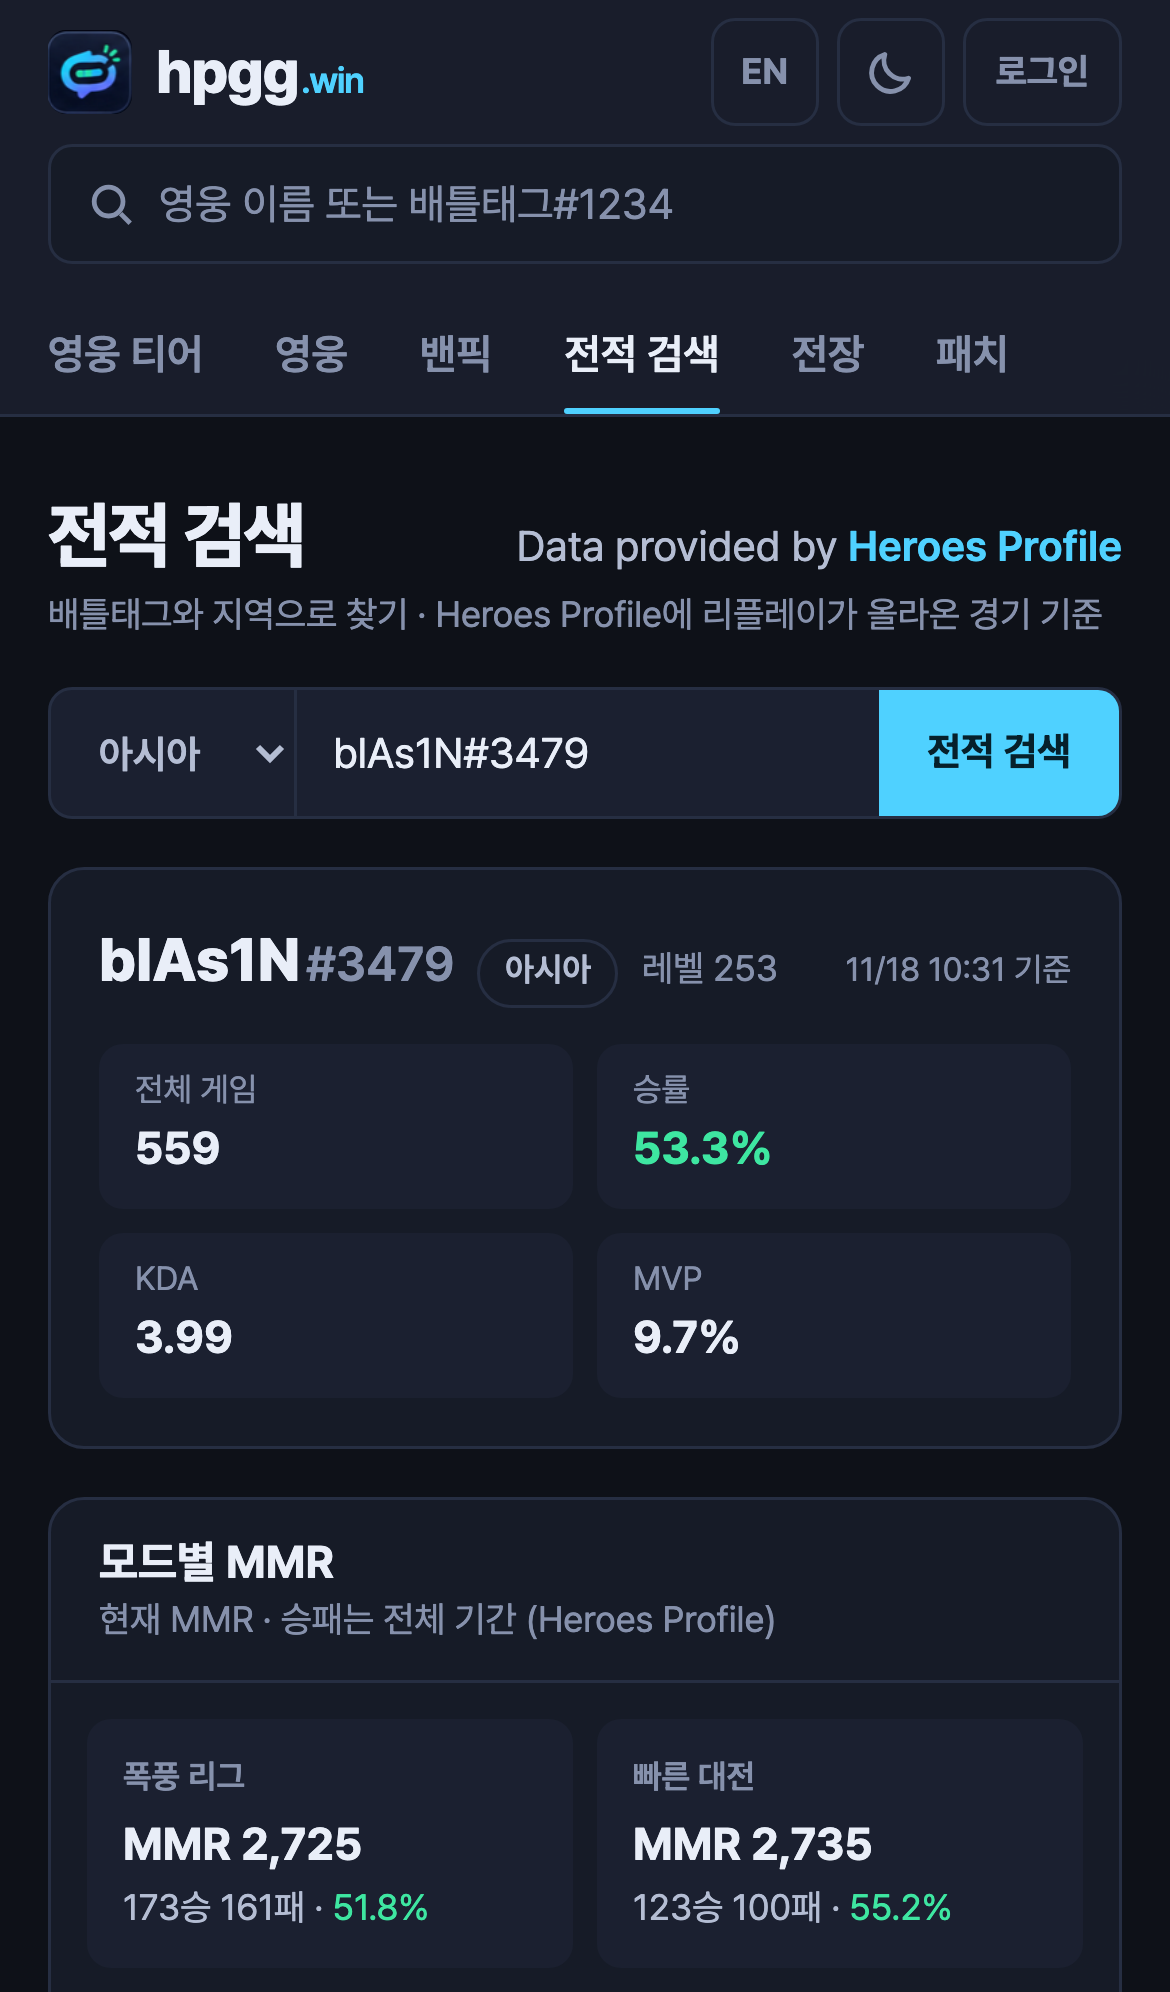 hpgg.win
EN
로그인
영웅 이름 또는 배틀태그#1234
영웅 티어 영웅 밴픽 전적 검색 전장 패치
전적 검색
Data provided by Heroes Profile
배틀태그와 지역으로 찾기 · Heroes Profile에 리플레이가 올라온 경기 기준
아시아 blAs1N#3479 전적 검색
blAs1N#3479 아시아 레벨 253 11/18 10:31 기준
전체 게임
559
승률
53.3%
KDA
3.99
MVP
9.7%
모드별 MMR
현재 MMR · 승패는 전체 기간 (Heroes Profile)
폭풍 리그
MMR 2,725
173승 161패 · 51.8%
빠른 대전
MMR 2,735
123승 100패 · 55.2%